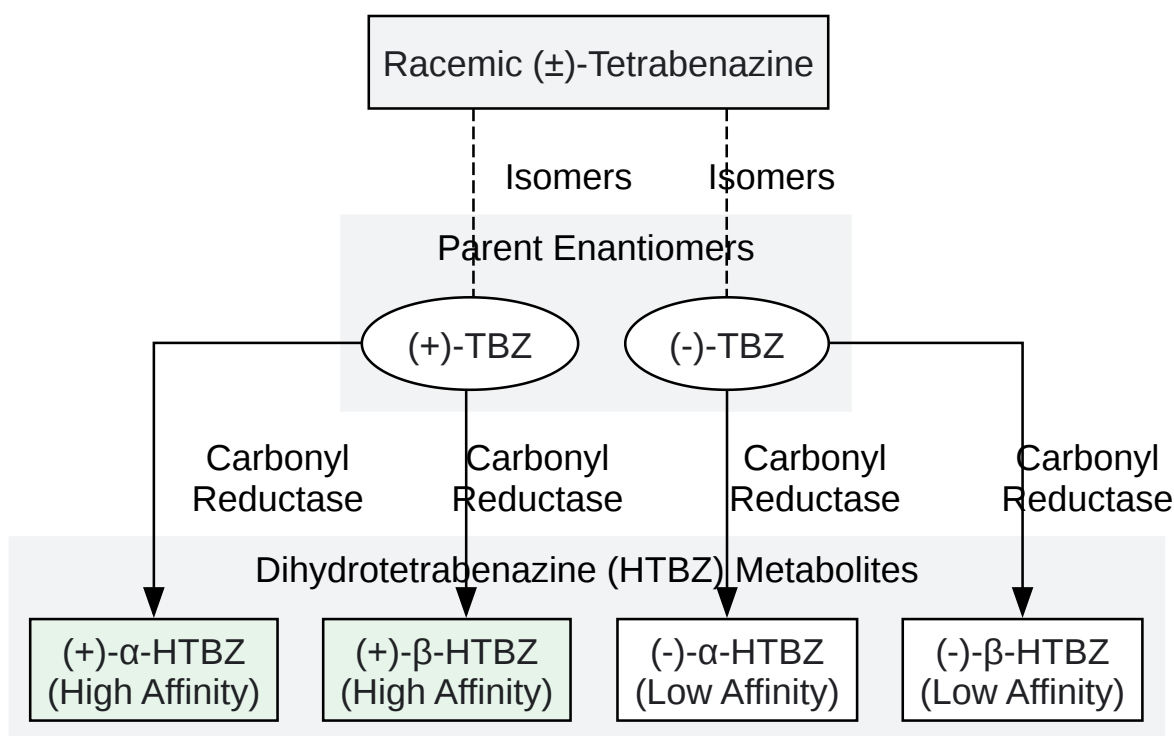 Racemic (±)-Tetrabenazine
Isomers
Isomers
Parent Enantiomers
(+)-TBZ
(-)-TBZ
Carbonyl
Reductase
Carbonyl
Reductase
Carbonyl
Reductase
Carbonyl
Reductase
Dihydrotetrabenazine (HTBZ) Metabolites
(+)-α-HTBZ
(High Affinity)
(+)-β-HTBZ
(High Affinity)
(-)-α-HTBZ
(Low Affinity)
(-)-β-HTBZ
(Low Affinity)